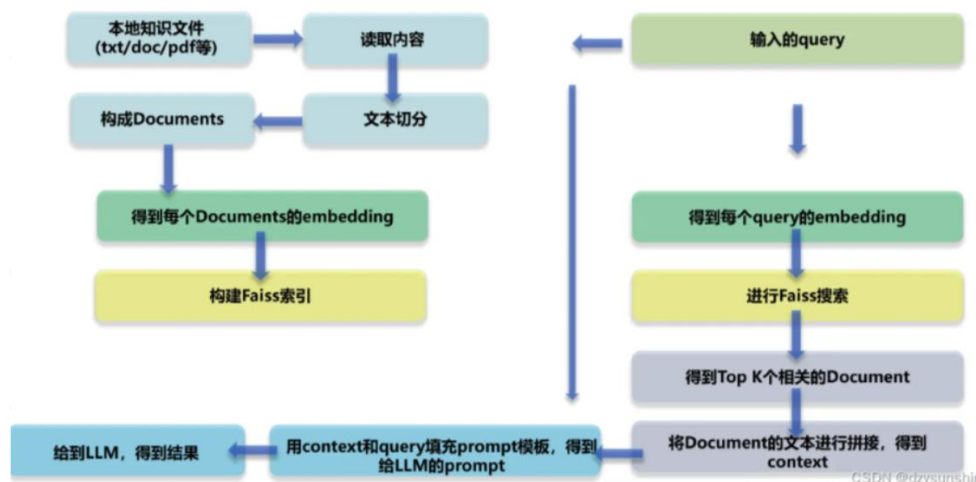 本地知识文件
(txt/doc/pdf等)
读取内容
输入的query
构成Documents
文本切分
得到每个Documents的embedding
得到每个query的embedding
构建Faiss索引
进行Faiss搜索
得到Top K个相关的Document
给到LLM，得到结果
用context和query填充prompt模板，得到
给LLM的prompt
将Document的文本进行拼接，得到
context
CSDN @dzysunshi